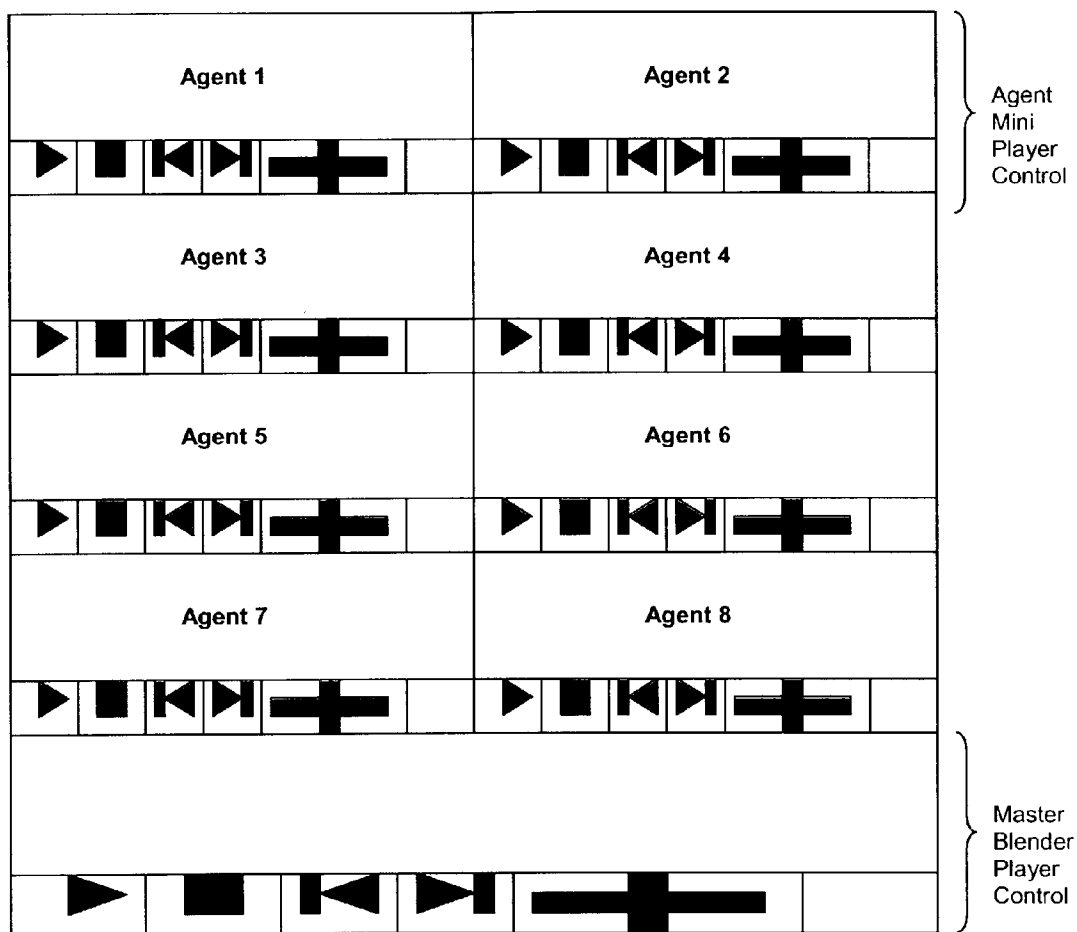 Agent 1
Agent 2
Agent
Mini
Player
Control
Agent 3
Agent 4
Agent 5
Agent 6
Agent 7
Agent 8
Master
Blender
Player
Control